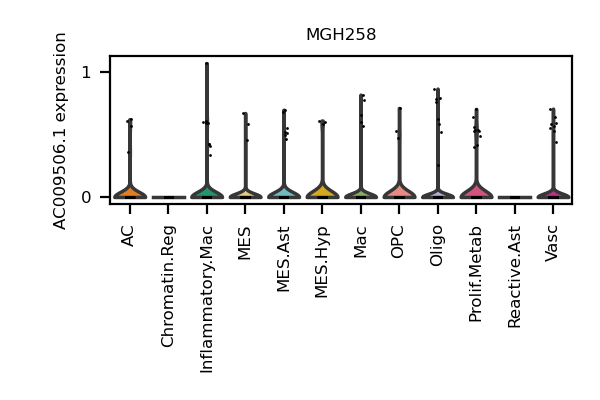 MGH258
AC009506.1 expression
1
0
AC
Chromatin.Reg
Inflammatory.Mac
MES
MES.Ast
MES.Hyp
Mac
OPC
Oligo
Prolif.Metab
Reactive.Ast
Vasc